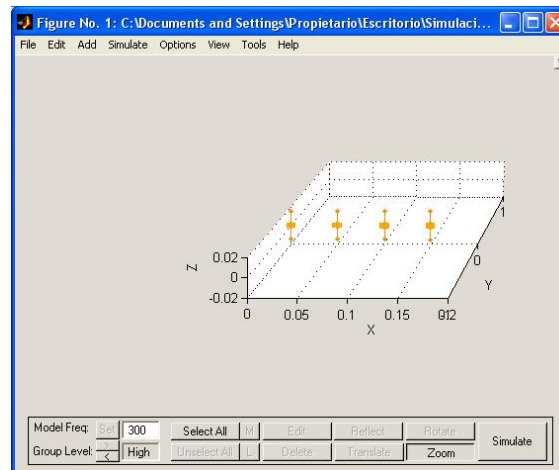 Figure No. 1: C:\Documents and Settings\Propietario\Escritorio\Simulaci...
File Edit Add Simulate Options View Tools Help
1
0.02
0
-0.02
Z
0
Y
0 0.05 0.1 0.15 0.2
X
Model Freq: Set 300 Select All M Edit Reflect Rotate Simulate
Group Level: > < High Unselect All L Delete Translate Zoom